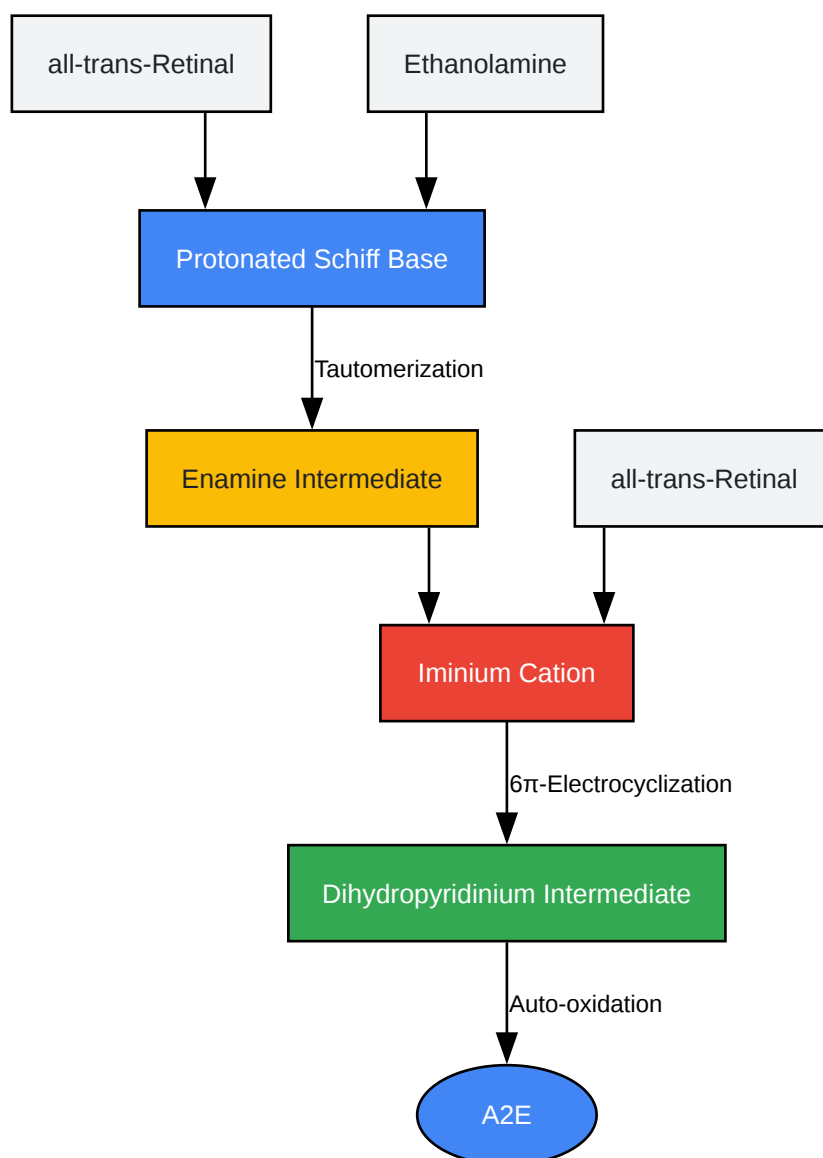 all-trans-Retinal
Ethanolamine
Protonated Schiff Base
Tautomerization
Enamine Intermediate
all-trans-Retinal
Iminium Cation
6π-Electrocyclization
Dihydropyridinium Intermediate
Auto-oxidation
A2E